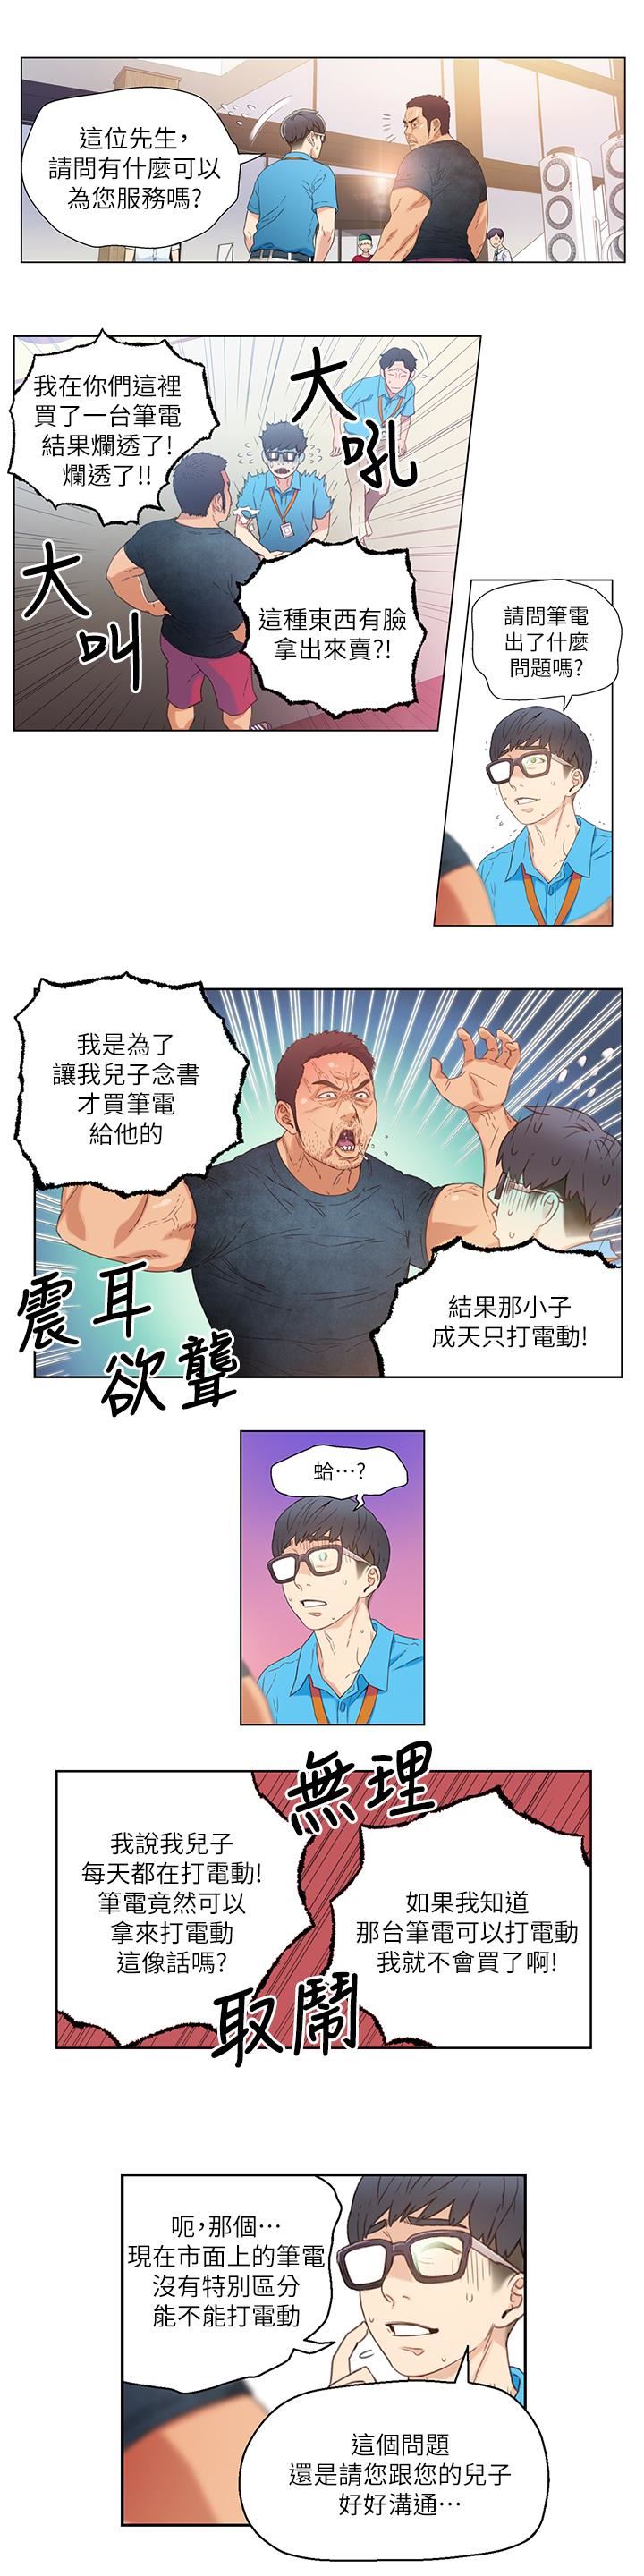 這位先生，
請問有什麼可以
為您服務嗎?
我在你們這裡
買了一台筆電
結果爛透了!
爛透了!!
大吼
大叫
這種東西有臉
拿出來賣?!
請問筆電
出了什麼
問題嗎?
我是為了
讓我兒子念書
才買筆電
給他的
結果那小子
成天只打電動!
震耳
欲聾
蛤…?
無理
我說我兒子
每天都在打電動!
筆電竟然可以
拿來打電動
這像話嗎?
如果我知道
那台筆電可以打電動
我就不會買了啊!
取鬧
呃，那個…
現在市面上的筆電
沒有特別區分
能不能打電動
這個問題
還是請您跟您的兒子
好好溝通…